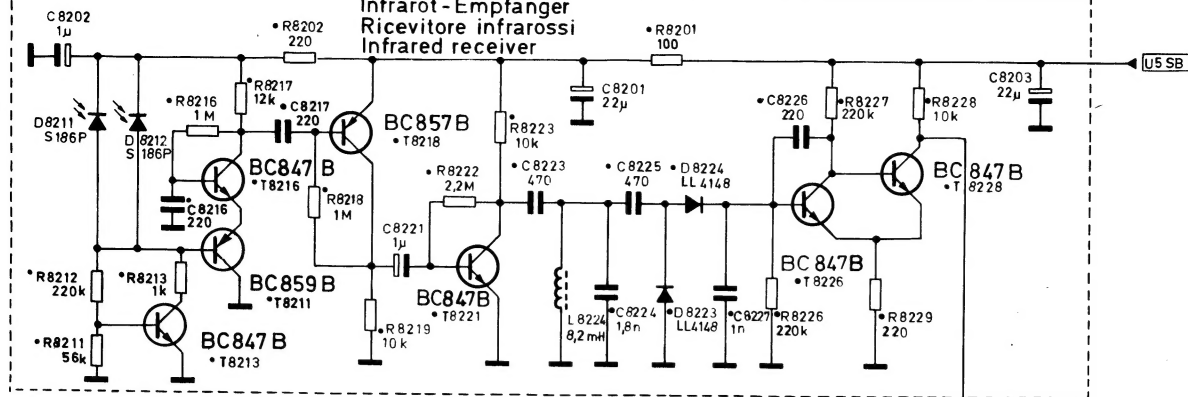 Infrarot - Empfänger
Ricevitore infrarossi
Infrared receiver
C8202
1µ
•R8202
220
•R8201
100
U5 SB
•R8217
12k
•R8216
1 M
•C8217
220
BC857B
•T8218
C8201
22µ
C8203
22µ
•C8226
220
•R8227
220k
•R8228
10k
D8211
S186P
D8212
S 186P
BC847 B
•T8216
•R8223
10k
•C8223
470
•C8225
470
•D8224
LL4148
BC847B
•T8228
•R8222
2,2M
•C8216
220
R8218
1M
C8221
1µ
•R8212
220k
•R8213
1k
BC859B
•T8211
BC847B
•T8221
BC 847B
•T8226
BC847B
•T8213
•R8211
56k
•R8219
10k
L8224
8,2mH
•C8224
1,8n
•D8223
LL4148
•C8227
1n
•R8226
220k
•R8229
220